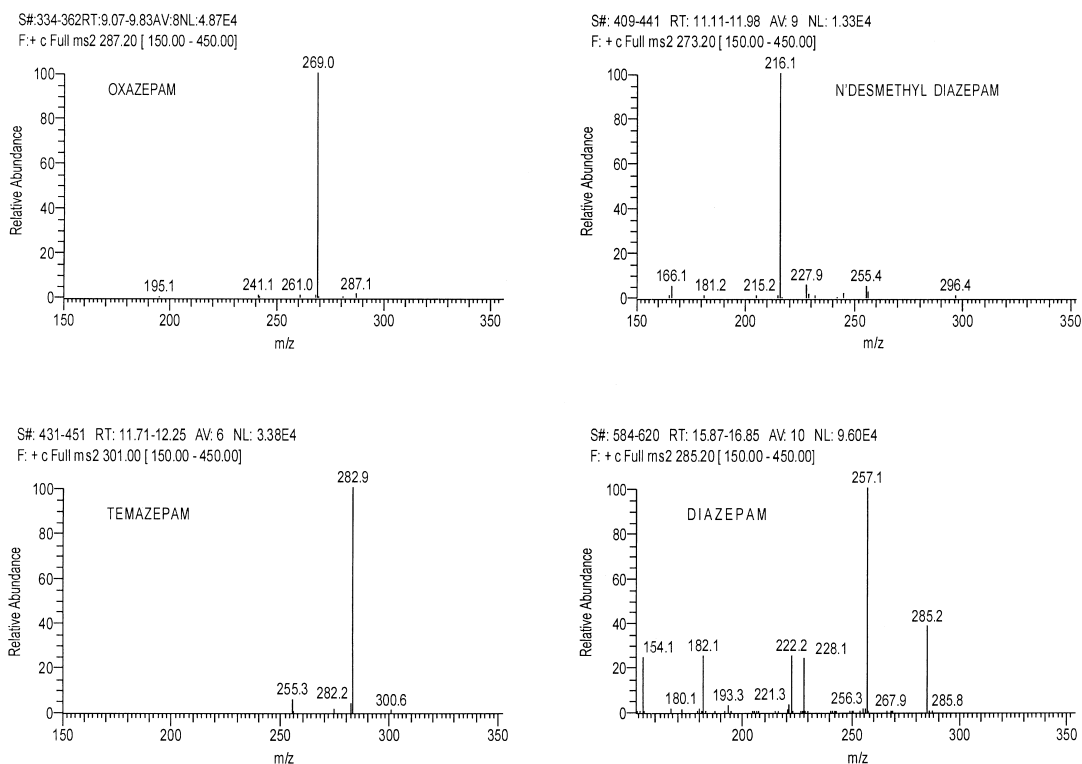 S#:334-362RT:9.07-9.83AV:8NL:4.87E4
F:+ c Full ms2 287.20 [ 150.00 - 450.00]
OXAZEPAM
269.0
195.1 241.1 261.0 287.1
100
80
60
40
20
0
150 200 250 300 350
Relative Abundance
m/z
S#: 409-441 RT: 11.11-11.98 AV: 9 NL: 1.33E4
F: + c Full ms2 273.20 [ 150.00 - 450.00]
216.1
N'DESMETHYL DIAZEPAM
166.1 181.2 215.2 227.9 255.4 296.4
100
80
60
40
20
0
150 200 250 300 350
Relative Abundance
m/z
S#: 431-451 RT: 11.71-12.25 AV: 6 NL: 3.38E4
F: + c Full ms2 301.00 [ 150.00 - 450.00]
282.9
TEMAZEPAM
255.3 282.2 300.6
100
80
60
40
20
0
150 200 250 300 350
Relative Abundance
m/z
S#: 584-620 RT: 15.87-16.85 AV: 10 NL: 9.60E4
F: + c Full ms2 285.20 [ 150.00 - 450.00]
257.1
DIAZEPAM
285.2
154.1 182.1 222.2 228.1
180.1 193.3 221.3 256.3 267.9 285.8
100
80
60
40
20
0
200 250 300 350
Relative Abundance
m/z